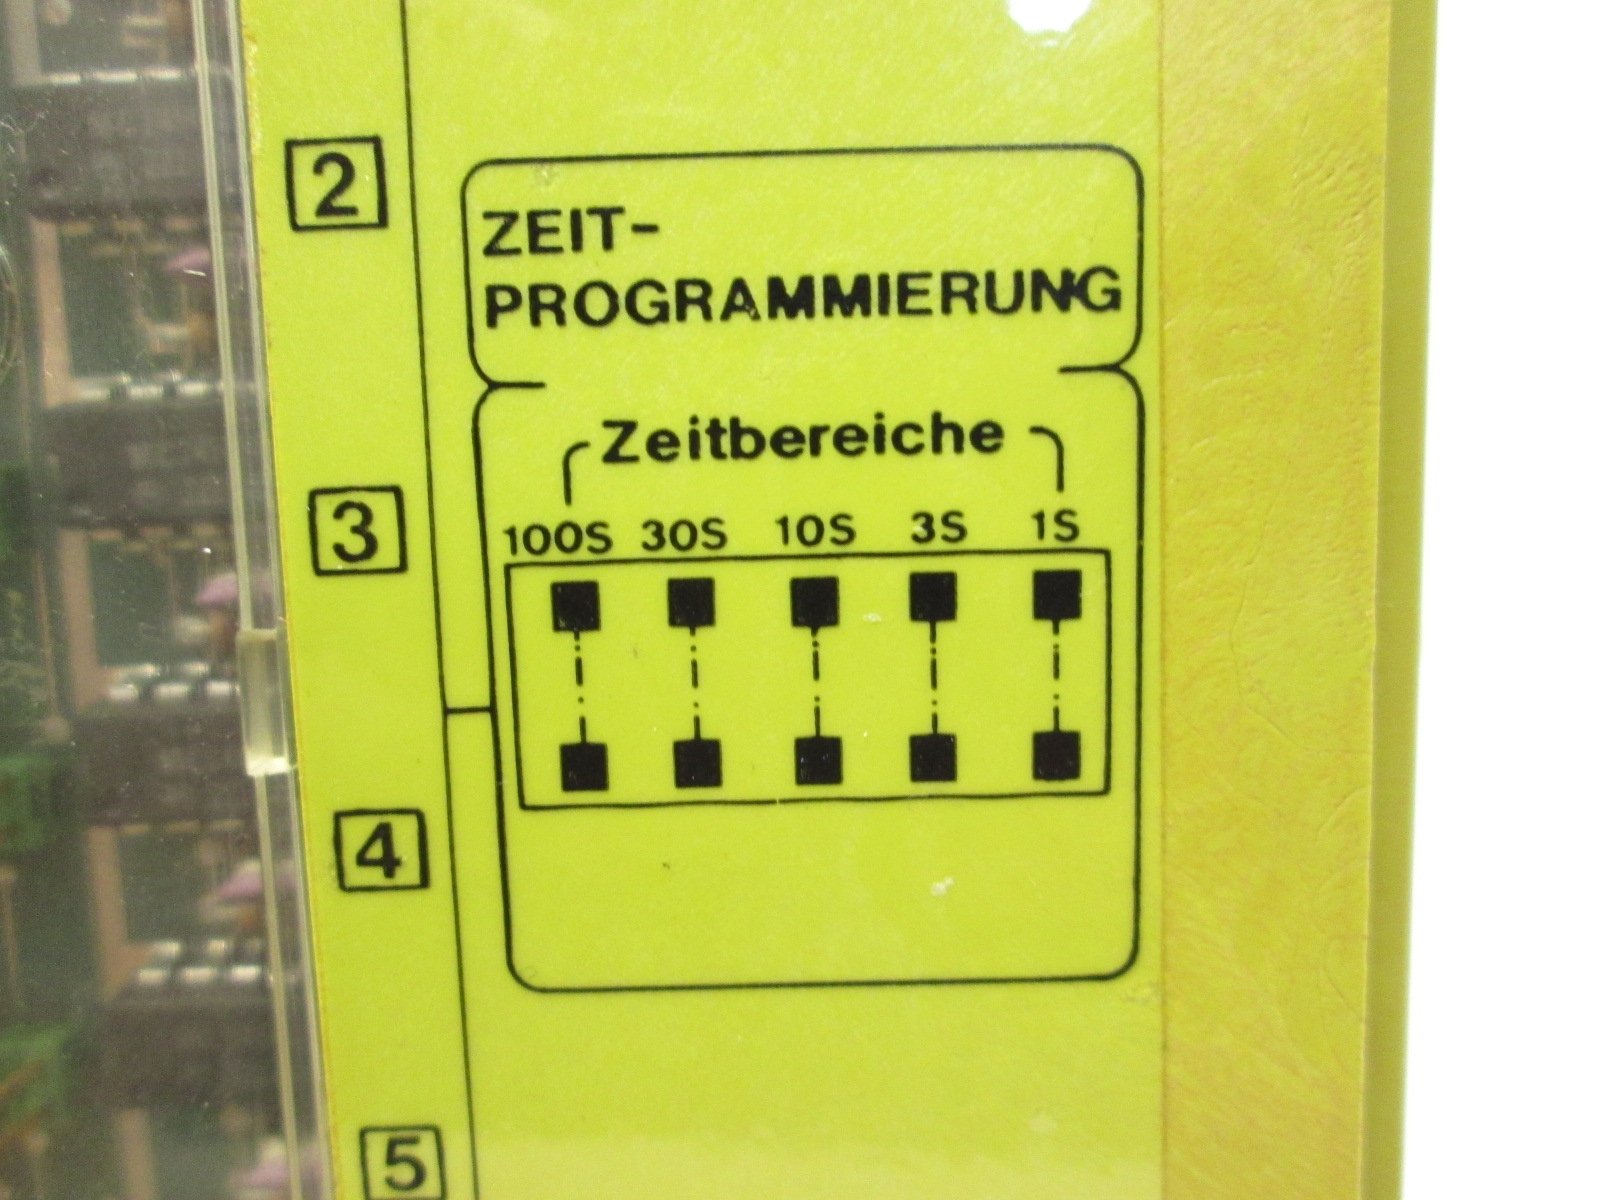 2
ZEIT-
PROGRAMMIERUNG
Zeitbereiche
3
100S 30S 10S 3S 1S
4
5